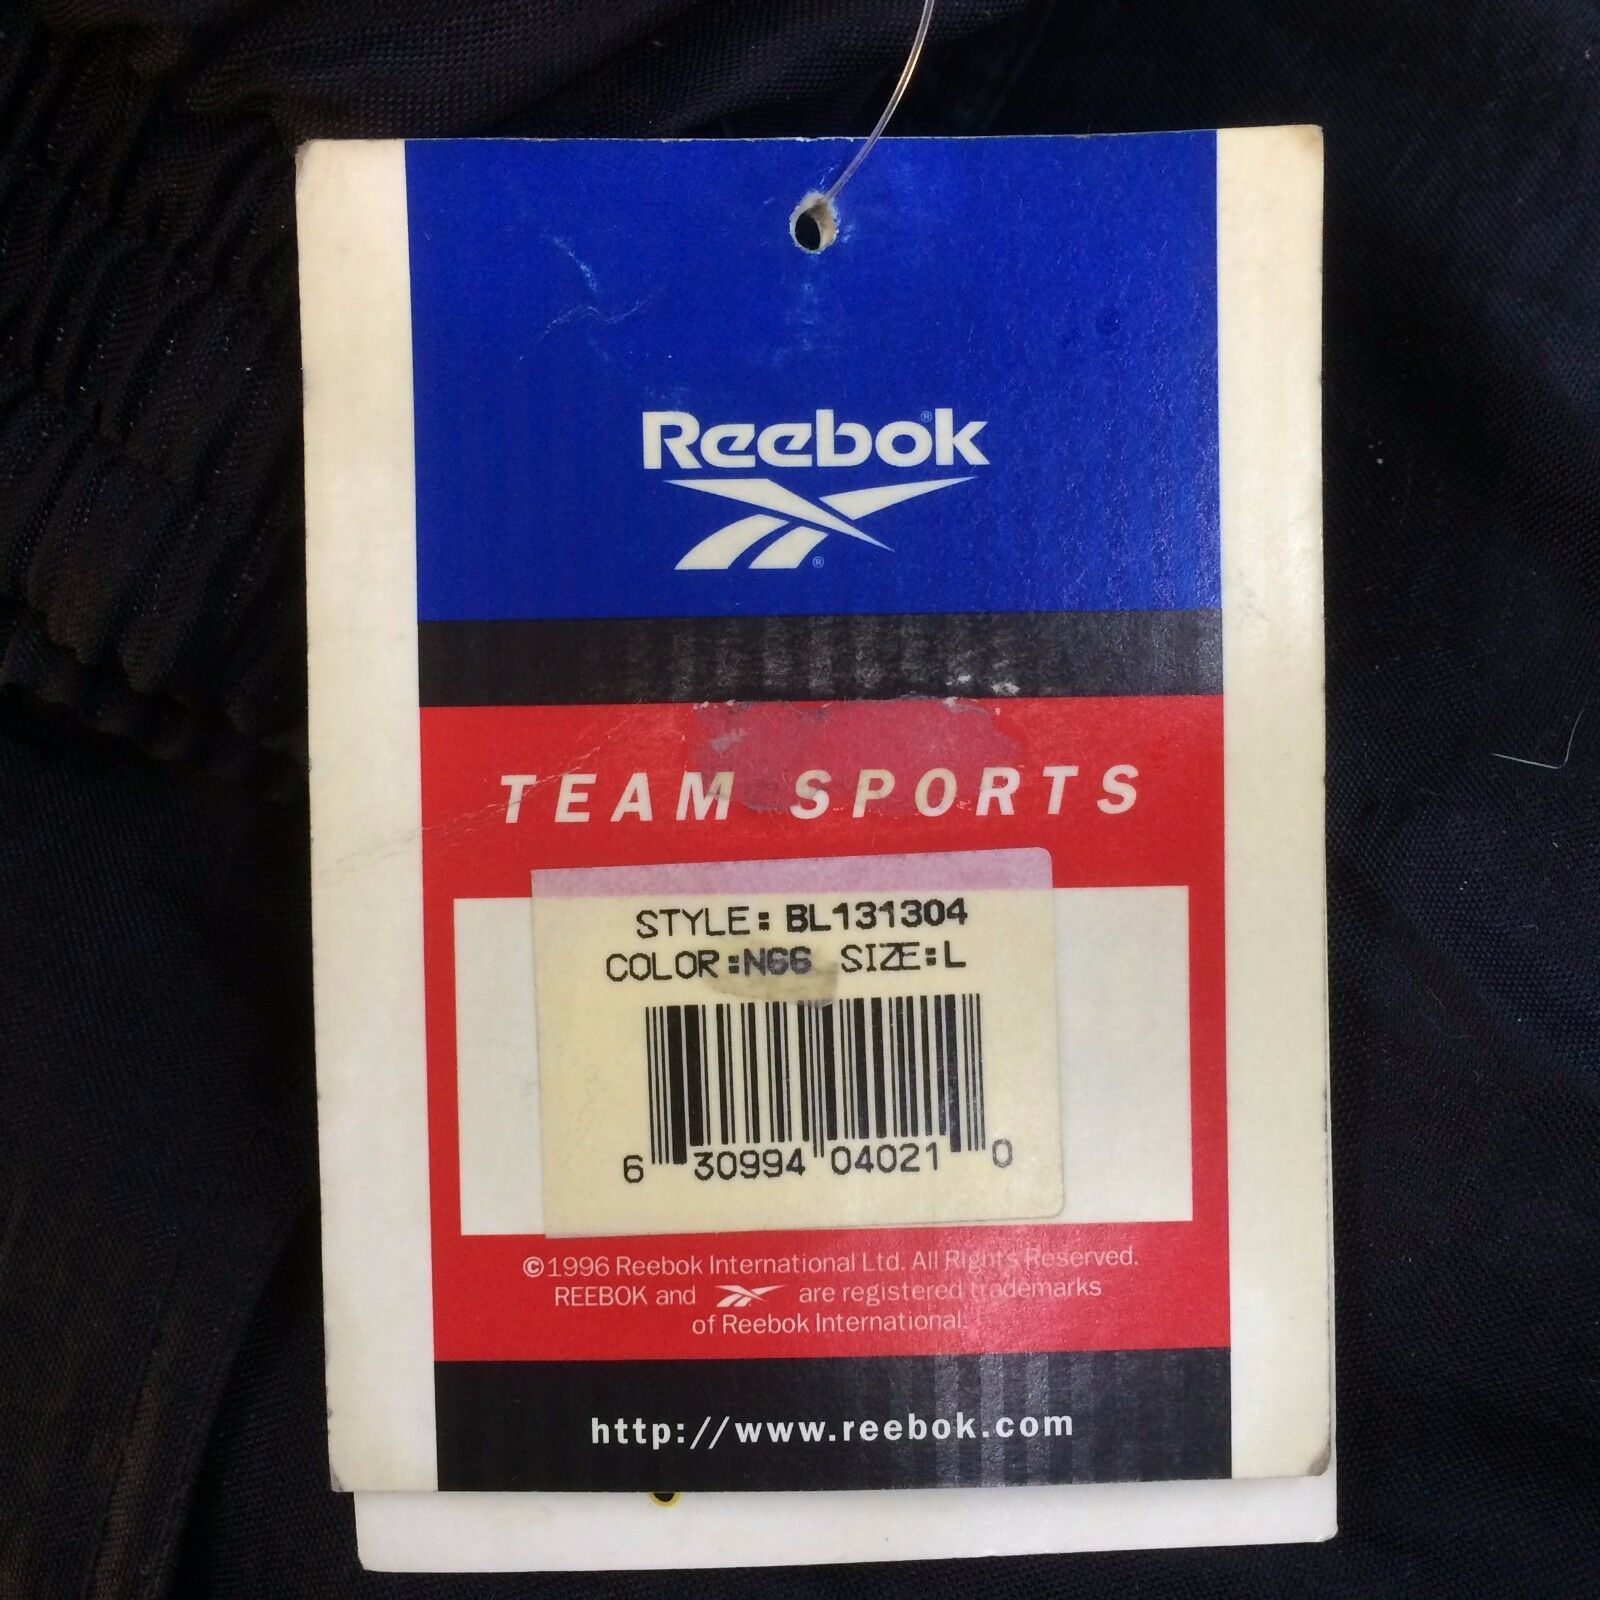 Reebok®
®
TEAM SPORTS
STYLE: BL131304
COLOR:N66 SIZE:L
6 30994 04021 0
©1996 Reebok International Ltd. All Rights Reserved.
REEBOK and are registered trademarks
of Reebok International.
http://www.reebok.com